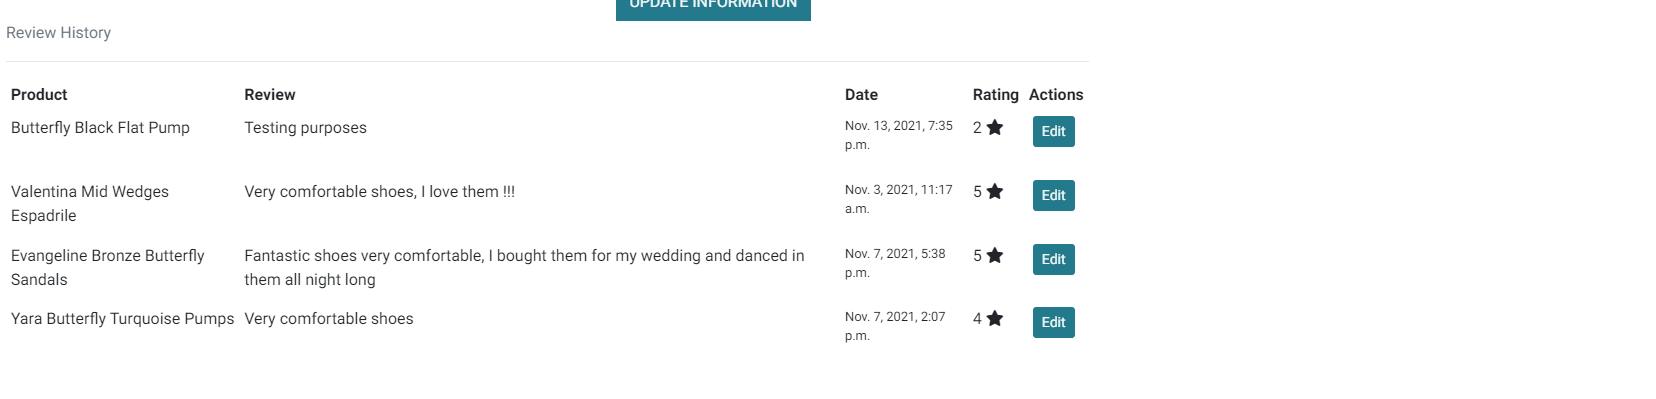 UPDATE INFORMATION
Review History
Product Review Date Rating Actions
Butterfly Black Flat Pump Testing purposes Nov. 13, 2021, 7:35 2 Edit
p.m.
Valentina Mid Wedges Very comfortable shoes, I love them !!! Nov. 3, 2021, 11:17 5 Edit
Espadrile a.m.
Evangeline Bronze Butterfly Fantastic shoes very comfortable, I bought them for my wedding and danced in Nov. 7, 2021, 5:38 5 Edit
Sandals them all night long p.m.
Yara Butterfly Turquoise Pumps Very comfortable shoes Nov. 7, 2021, 2:07 4 Edit
p.m.